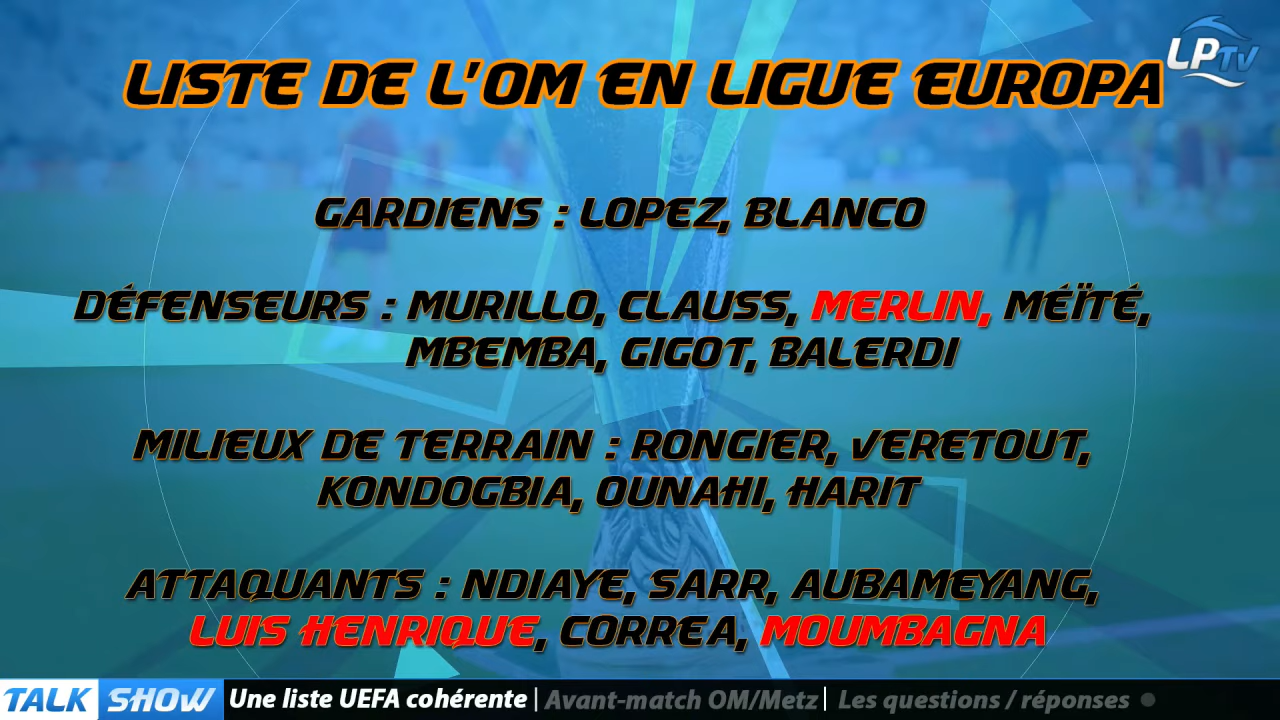 LISTE DE L'OM EN LIGUE EUROPA
LPTV
GARDIENS : LOPEZ, BLANCO
DÉFENSEURS : MURILLO, CLAUSS, MERLIN, MÉÏTÉ,
MBEMBA, GIGOT, BALERDI
MILIEUX DE TERRAIN : RONGIER, VERETOUT,
KONDOGBIA, OUNAHI, HARIT
ATTAQUANTS : NDIAYE, SARR, AUBAMEYANG,
LUIS HENRIQUE, CORREA, MOUMBAGNA
TALK SHOW Une liste UEFA cohérente | Avant-match OM/Metz | Les questions / réponses